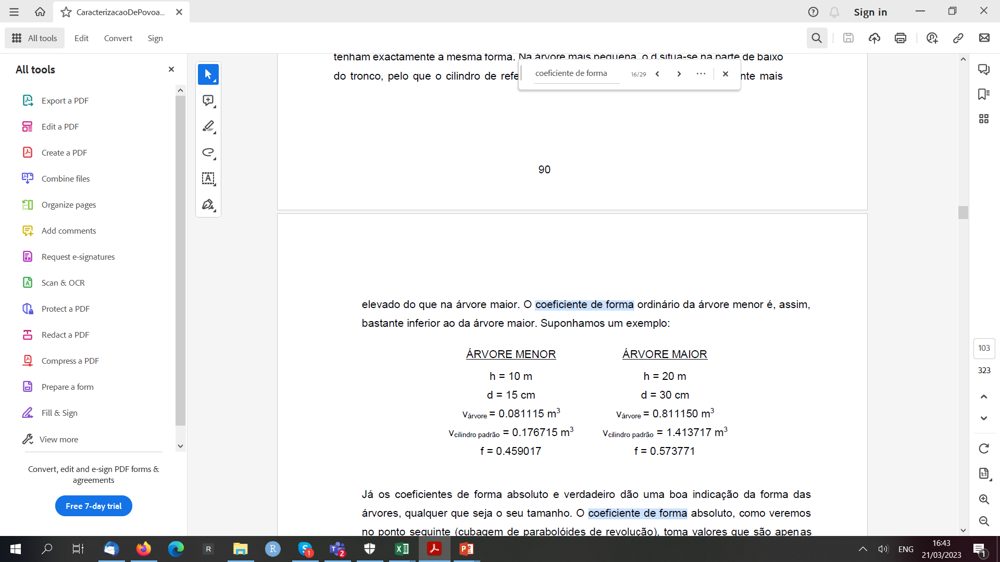 CaracterizacaoDePovoa...
Sign in
All tools
Edit
Convert
Sign
All tools
Export a PDF
Edit a PDF
Create a PDF
Combine files
Organize pages
Add comments
Request e-signatures
Scan & OCR
Protect a PDF
Redact a PDF
Compress a PDF
Prepare a form
Fill & Sign
View more
Convert, edit and e-sign PDF forms &
agreements
Free 7-day trial
coeficiente de forma 16/29
tenham exactamente a mesma forma. Na árvore mais pequena, o d situa-se na parte de baixo
do tronco, pelo que o cilindro de refe nte mais
90
elevado do que na árvore maior. O coeficiente de forma ordinário da árvore menor é, assim,
bastante inferior ao da árvore maior. Suponhamos um exemplo:
ÁRVORE MENOR ÁRVORE MAIOR
h = 10 m h = 20 m
d = 15 cm d = 30 cm
Várvore = 0.081115 m3 Várvore = 0.811150 m3
Vcilindro padrão = 0.176715 m3 Vcilindro padrão = 1.413717 m3
f = 0.459017 f = 0.573771
Já os coeficientes de forma absoluto e verdadeiro dão uma boa indicação da forma das
árvores, qualquer que seja o seu tamanho. O coeficiente de forma absoluto, como veremos
no ponto seguinte (cubagem de parabolóides de revolução), toma valores que são apenas
103
323
1:1
R
R
S 1
2
ENG
16:43
21/03/2023
1